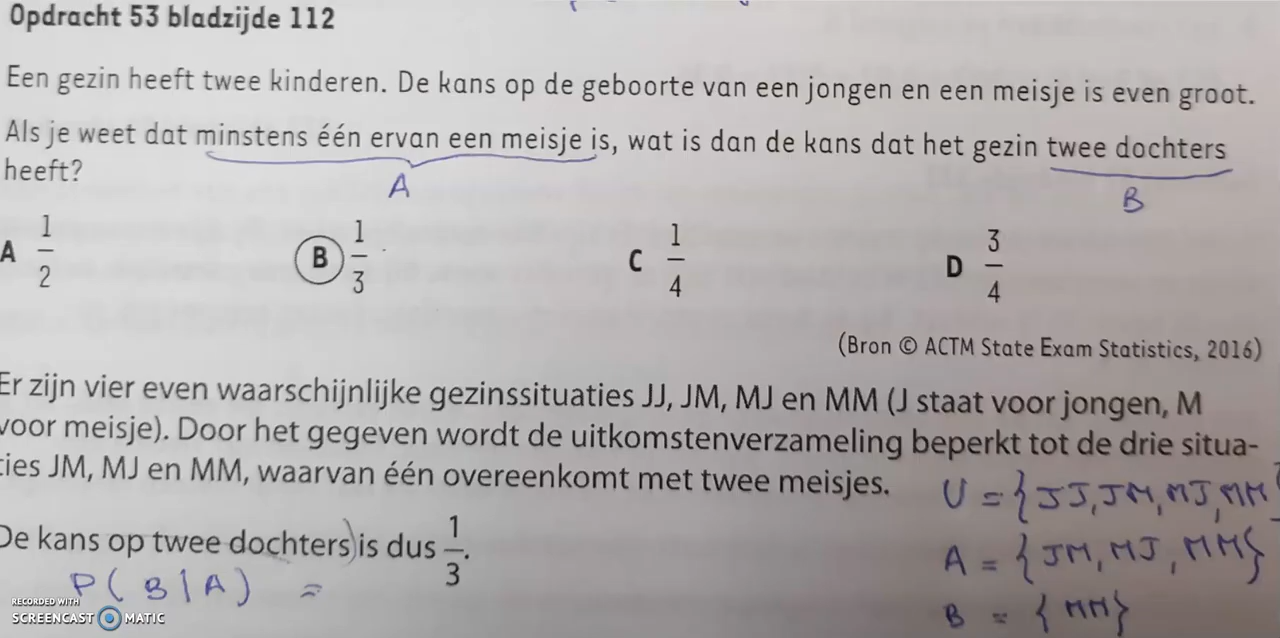 Opdracht 53 bladzijde 112
Een gezin heeft twee kinderen. De kans op de geboorte van een jongen en een meisje is even groot.
Als je weet dat minstens één ervan een meisje is, wat is dan de kans dat het gezin twee dochters
heeft?
A
B
A 1/2 B 1/3 C 1/4 D 3/4
(Bron © ACTM State Exam Statistics, 2016)
Er zijn vier even waarschijnlijke gezinssituaties JJ, JM, MJ en MM (J staat voor jongen, M
voor meisje). Door het gegeven wordt de uitkomstenverzameling beperkt tot de drie situa-
ties JM, MJ en MM, waarvan één overeenkomt met twee meisjes.
U = {JJ, JM, MJ, MM}
De kans op twee dochters is dus 1/3.
A = {JM, MJ, MM}
P(B|A) =
B = {MM}
RECORDED WITH
SCREENCAST MATIC